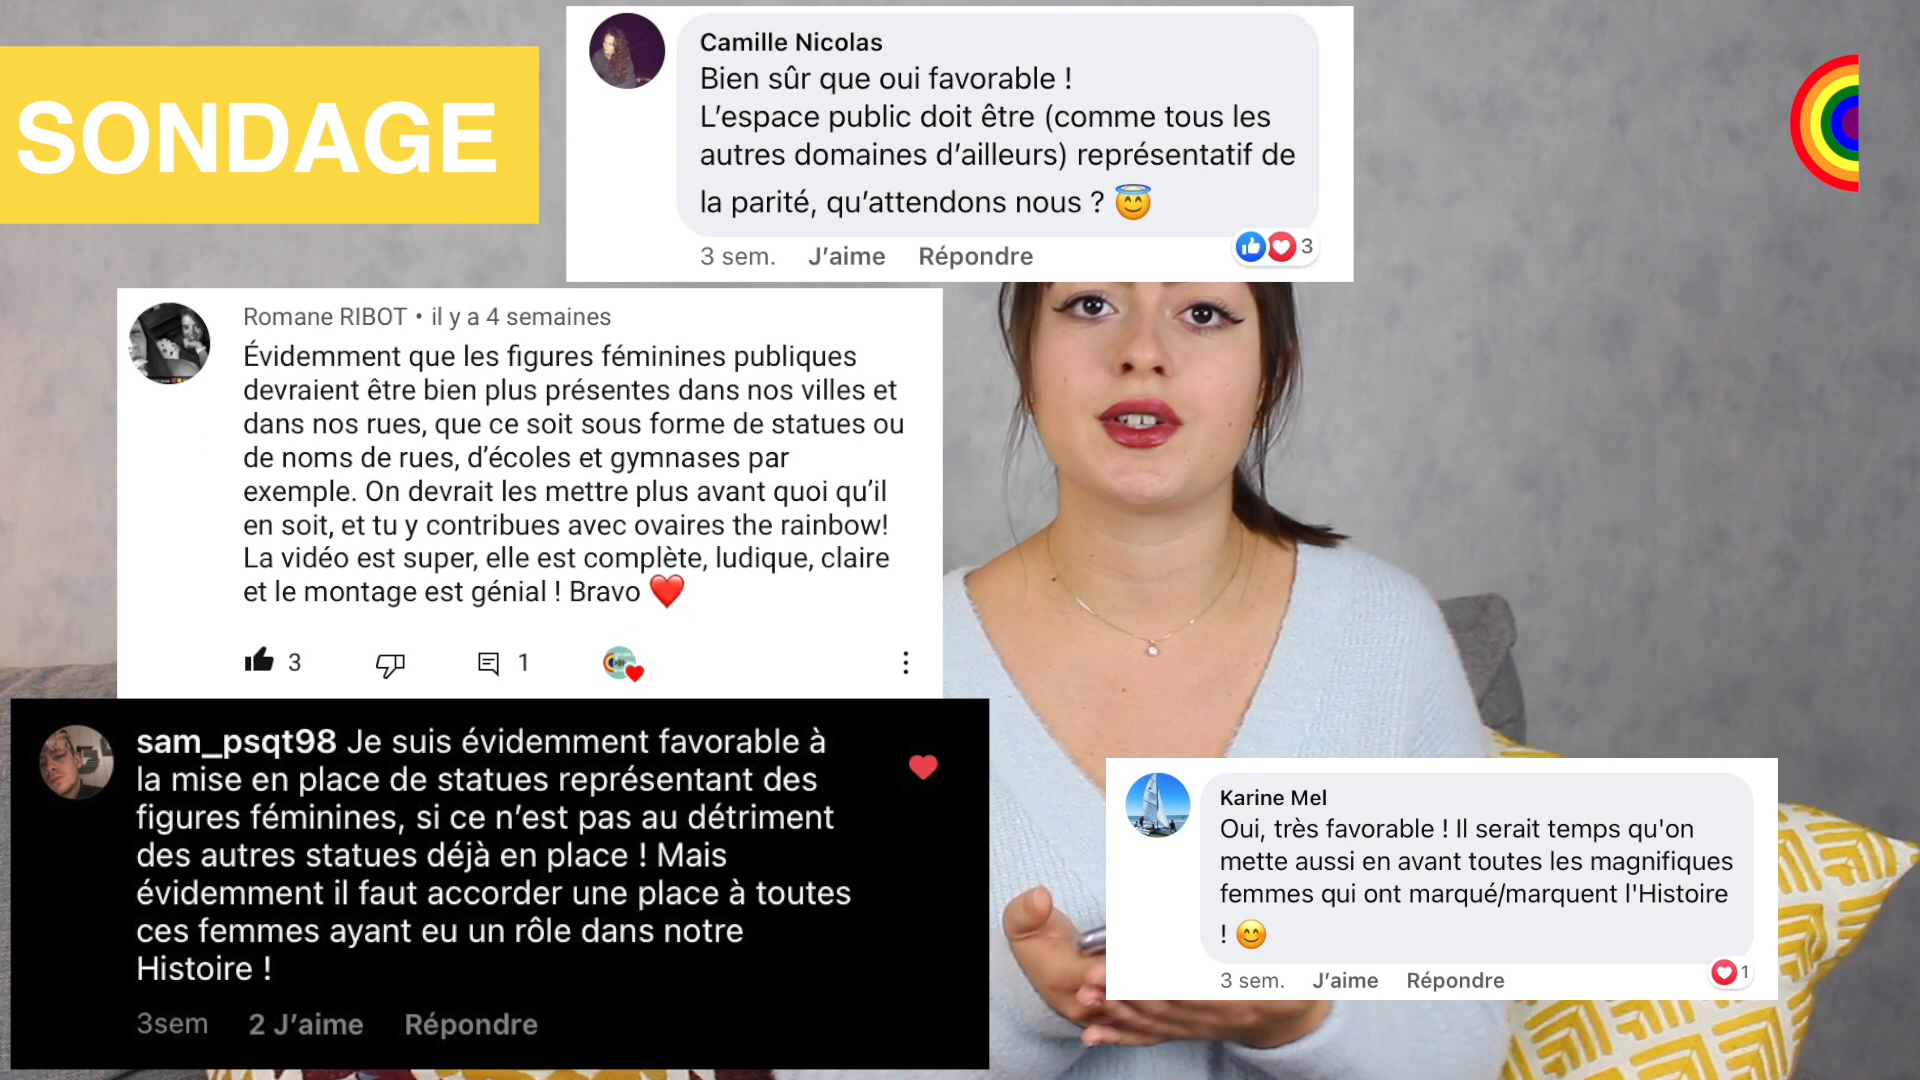 SONDAGE
Camille Nicolas
Bien sûr que oui favorable !
L’espace public doit être (comme tous les
autres domaines d’ailleurs) représentatif de
la parité, qu’attendons nous ? 😇
3 sem. J’aime Répondre 3
Romane RIBOT • il y a 4 semaines
Évidemment que les figures féminines publiques
devraient être bien plus présentes dans nos villes et
dans nos rues, que ce soit sous forme de statues ou
de noms de rues, d’écoles et gymnases par
exemple. On devrait les mettre plus avant quoi qu’il
en soit, et tu y contribues avec ovaires the rainbow!
La vidéo est super, elle est complète, ludique, claire
et le montage est génial ! Bravo ❤️
3 1
sam_psqt98 Je suis évidemment favorable à
la mise en place de statues représentant des
figures féminines, si ce n’est pas au détriment
des autres statues déjà en place ! Mais
évidemment il faut accorder une place à toutes
ces femmes ayant eu un rôle dans notre
Histoire !
3sem 2 J’aime Répondre
Karine Mel
Oui, très favorable ! Il serait temps qu'on
mette aussi en avant toutes les magnifiques
femmes qui ont marqué/marquent l'Histoire
! 😊
3 sem. J’aime Répondre 1